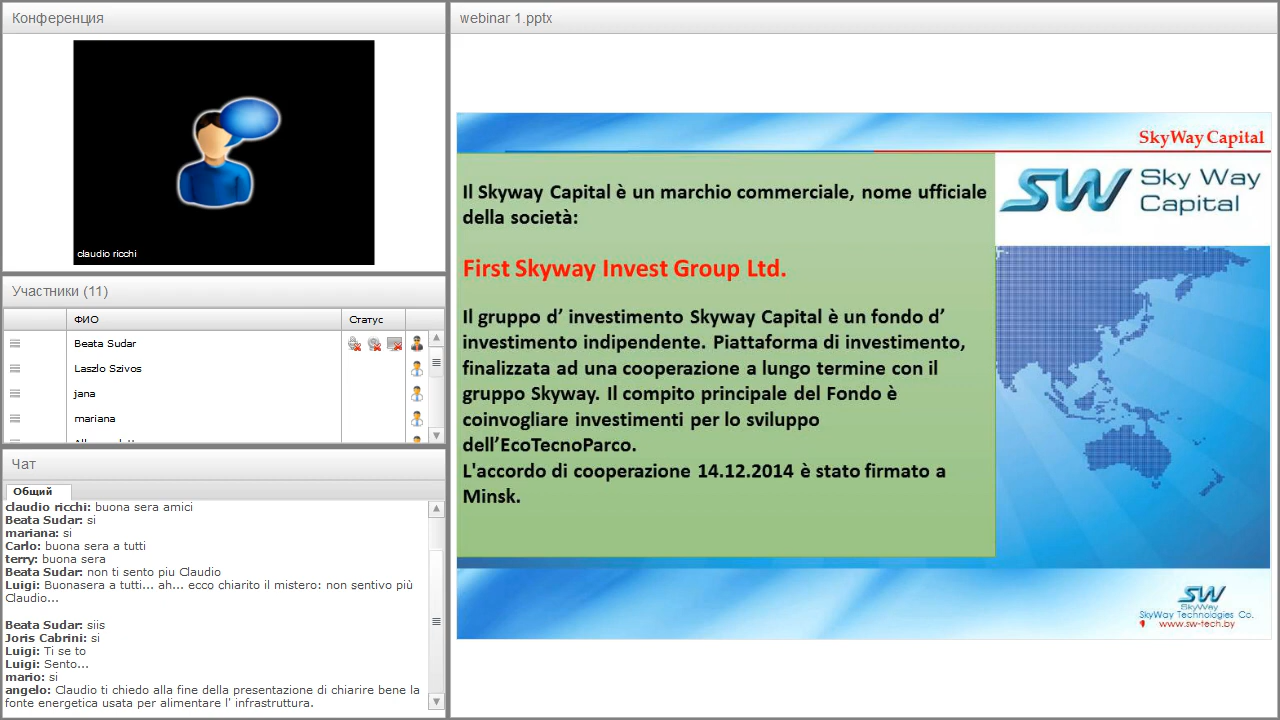 Конференция
claudio ricchi
Участники (11)
ФИО
Статус
Beata Sudar
Laszlo Szivos
jana
mariana
Чат
Общий
claudio ricchi: buona sera amici
Beata Sudar: si
mariana: si
Carlo: buona sera a tutti
terry: buona sera
Beata Sudar: non ti sento piu Claudio
Luigi: Buonasera a tutti... ah... ecco chiarito il mistero: non sentivo più
Claudio...
Beata Sudar: siis
Joris Cabrini: si
Luigi: Ti se to
Luigi: Sento...
mario: si
angelo: Claudio ti chiedo alla fine della presentazione di chiarire bene la
fonte energetica usata per alimentare l' infrastruttura.
webinar 1.pptx
SkyWay Capital
Il Skyway Capital è un marchio commerciale, nome ufficiale
della società:
First Skyway Invest Group Ltd.
Il gruppo d’ investimento Skyway Capital è un fondo d’
investimento indipendente. Piattaforma di investimento,
finalizzata ad una cooperazione a lungo termine con il
gruppo Skyway. Il compito principale del Fondo è
coinvogliare investimenti per lo sviluppo
dell’EcoTecnoParco.
L'accordo di cooperazione 14.12.2014 è stato firmato a
Minsk.
SW Sky Way
Capital
SW
SkyWay
SkyWay Technologies Co.
www.sw-tech.by